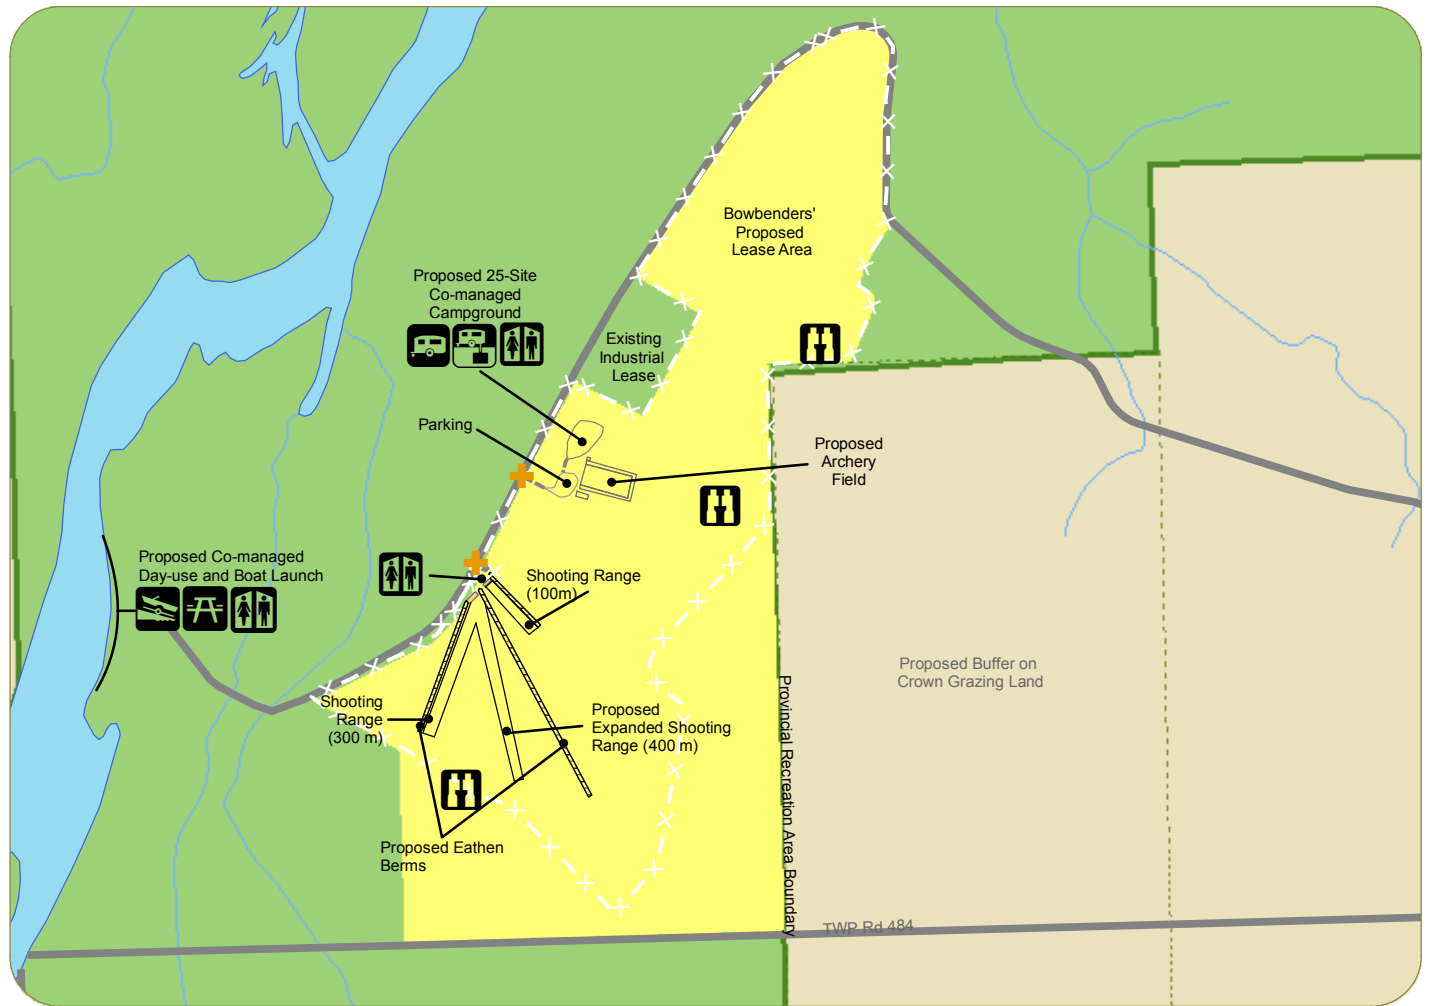 Bowbenders'
Proposed
Lease Area
Proposed 25-Site
Co-managed
Campground
Existing
Industrial
Lease
Parking
Proposed
Archery
Field
Proposed Co-managed
Day-use and Boat Launch
Shooting Range
(100m)
Proposed Buffer on
Crown Grazing Land
Shooting
Range
(300 m)
Proposed
Expanded Shooting
Range (400 m)
Provincial Recreation Area Boundary
Proposed Eathen
Berms
TWP Rd 484